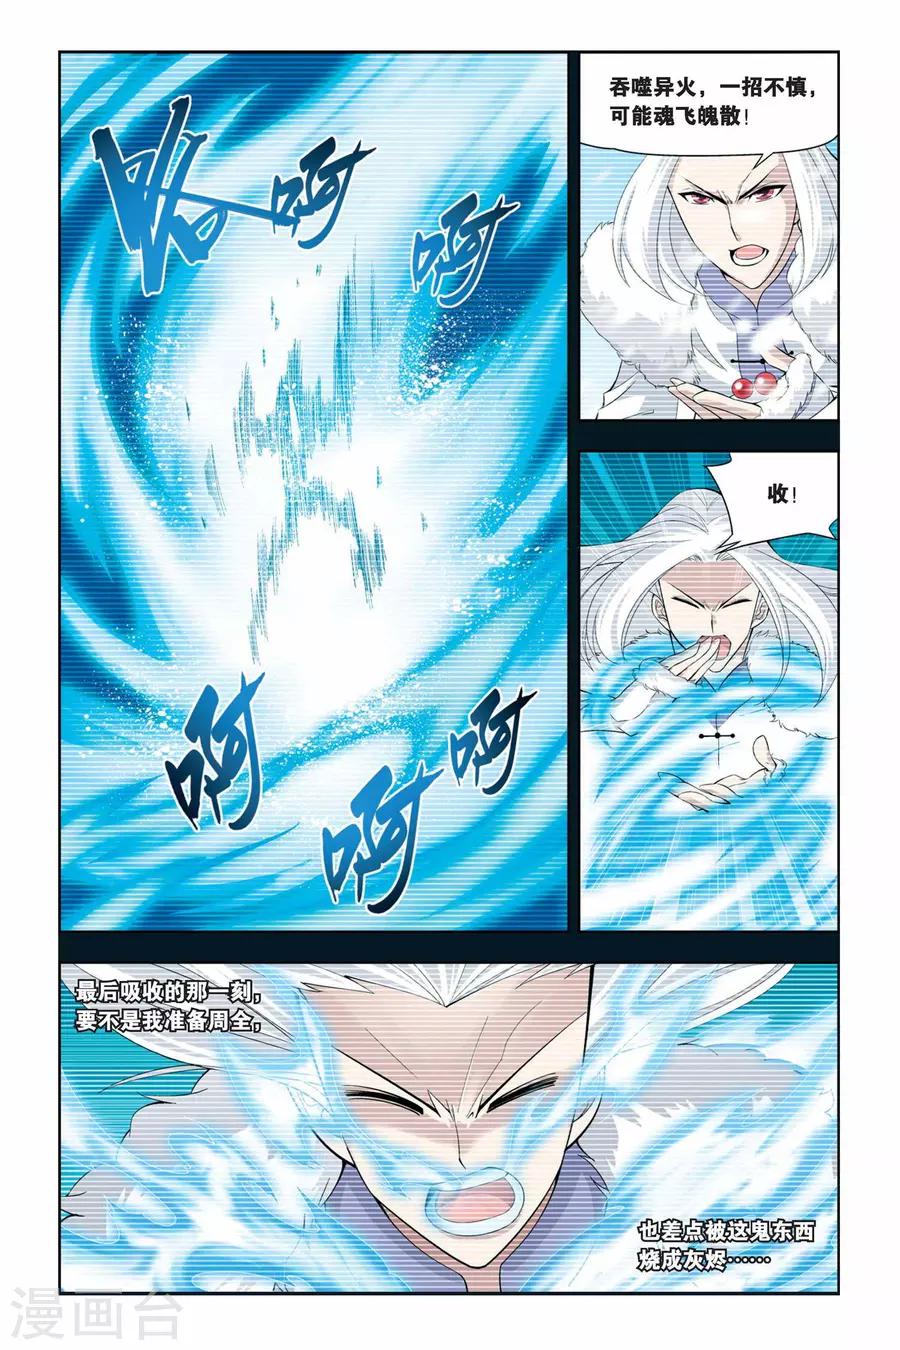 啊
啊
啊
啊
啊
吞噬异火，一招不慎，
可能魂飞魄散！
收！
最后吸收的那一刻，
要不是我准备周全，
也差点被这鬼东西
烧成灰烬……
漫画台